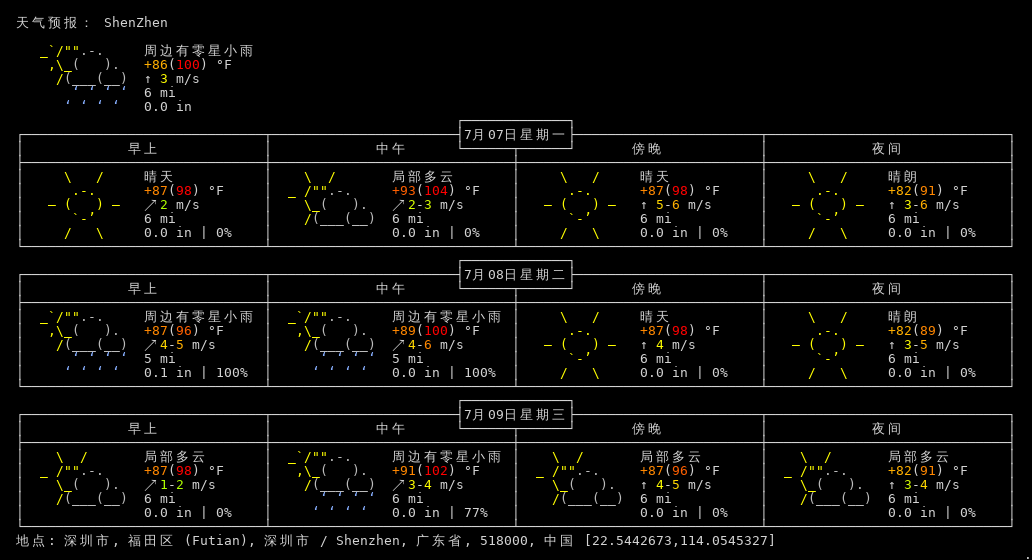 天气预报： ShenZhen
周边有零星小雨
+86(100) °F
↑ 3 m/s
6 mi
0.0 in
7月07日星期一
早上 中午 傍晚 夜间
晴天 局部多云 晴天 晴朗
+87(98) °F +93(104) °F +87(98) °F +82(91) °F
↗2 m/s ↗2-3 m/s ↑ 5-6 m/s ↑ 3-6 m/s
6 mi 6 mi 6 mi 6 mi
0.0 in | 0% 0.0 in | 0% 0.0 in | 0% 0.0 in | 0%
7月08日星期二
早上 中午 傍晚 夜间
周边有零星小雨 周边有零星小雨 晴天 晴朗
+87(96) °F +89(100) °F +87(98) °F +82(89) °F
↗4-5 m/s ↗4-6 m/s ↑ 4 m/s ↑ 3-5 m/s
5 mi 5 mi 6 mi 6 mi
0.1 in | 100% 0.0 in | 100% 0.0 in | 0% 0.0 in | 0%
7月09日星期三
早上 中午 傍晚 夜间
局部多云 周边有零星小雨 局部多云 局部多云
+87(98) °F +91(102) °F +87(96) °F +82(91) °F
↗1-2 m/s ↗3-4 m/s ↑ 4-5 m/s ↑ 3-4 m/s
6 mi 6 mi 6 mi 6 mi
0.0 in | 0% 0.0 in | 77% 0.0 in | 0% 0.0 in | 0%
地点: 深圳市, 福田区 (Futian), 深圳市 / Shenzhen, 广东省, 518000, 中国 [22.5442673,114.0545327]